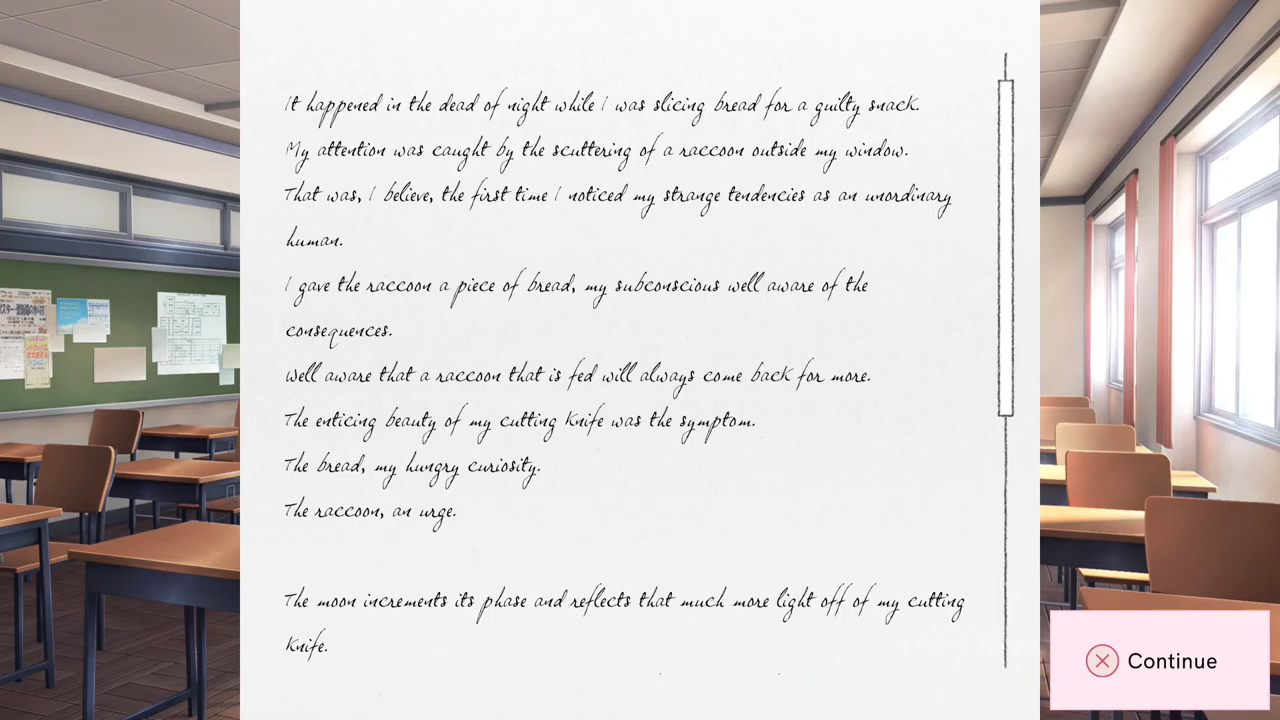 It happened in the dead of night while I was slicing bread for a guilty snack.
My attention was caught by the scuttering of a raccoon outside my window.
That was, I believe, the first time I noticed my strange tendencies as an unordinary
human.
I gave the raccoon a piece of bread, my subconscious well aware of the
consequences.
Well aware that a raccoon that is fed will always come back for more.
The enticing beauty of my cutting knife was the symptom.
The bread, my hungry curiosity.
The raccoon, an urge.
The moon increments its phase and reflects that much more light off of my cutting
knife.
Continue